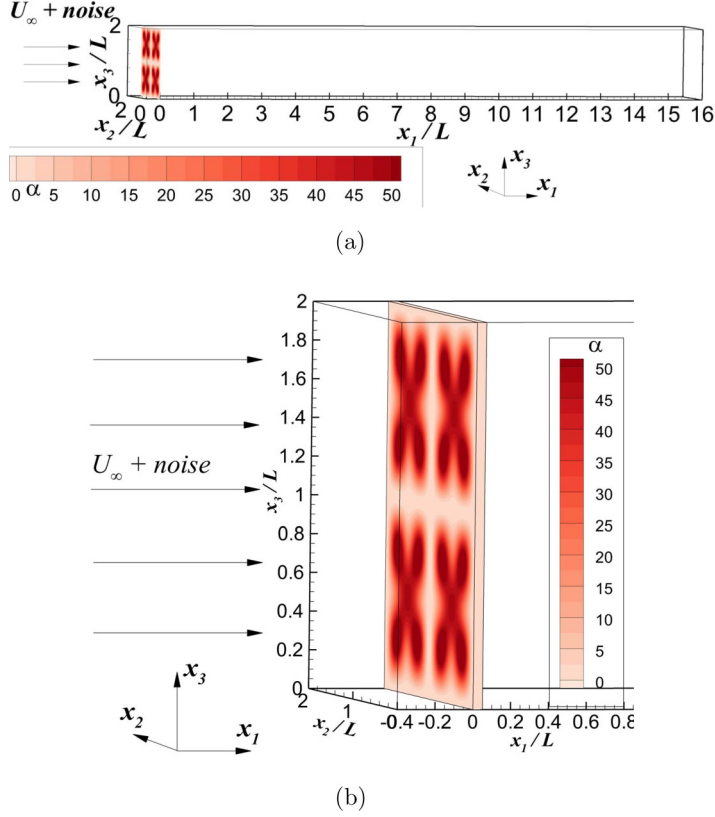 U∞ + noise
2
x3/L
0
2 0 0 1 2 3 4 5 6 7 8 9 10 11 12 13 14 15 16
x2/L
x1/L
0 α 5 10 15 20 25 30 35 40 45 50
x3
x2
x1
(a)
2
1.8
1.6
1.4
1.2
1
0.8
0.6
0.4
0.2
0
x3/L
U∞ + noise
α
50
45
40
35
30
25
20
15
10
5
0
2
1
x2/L
-0.4 -0.2 0 0.2 0.4 0.6 0.8
x1/L
x3
x2
x1
(b)